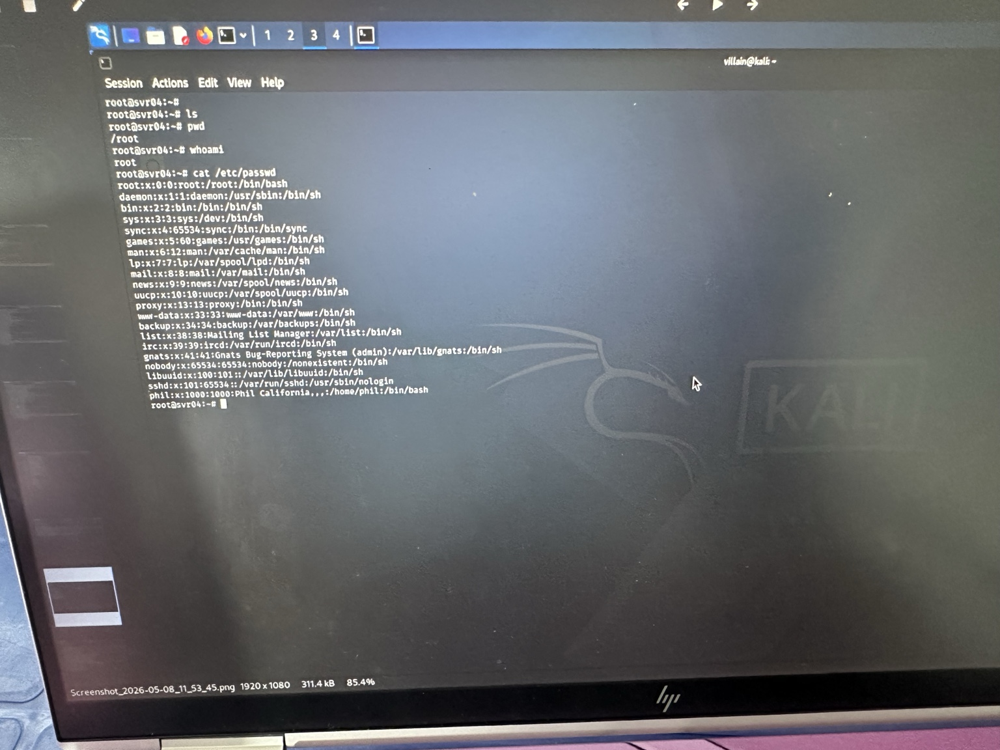 1 2 3 4
villain@kali: ~
Session Actions Edit View Help
root@svr04:~#
root@svr04:~# ls
root@svr04:~# pwd
/root
root@svr04:~# whoami
root
root@svr04:~# cat /etc/passwd
root:x:0:0:root:/root:/bin/bash
daemon:x:1:1:daemon:/usr/sbin:/bin/sh
bin:x:2:2:bin:/bin:/bin/sh
sys:x:3:3:sys:/dev:/bin/sh
sync:x:4:65534:sync:/bin:/bin/sync
games:x:5:60:games:/usr/games:/bin/sh
man:x:6:12:man:/var/cache/man:/bin/sh
lp:x:7:7:lp:/var/spool/lpd:/bin/sh
mail:x:8:8:mail:/var/mail:/bin/sh
news:x:9:9:news:/var/spool/news:/bin/sh
uucp:x:10:10:uucp:/var/spool/uucp:/bin/sh
proxy:x:13:13:proxy:/bin:/bin/sh
www-data:x:33:33:www-data:/var/www:/bin/sh
backup:x:34:34:backup:/var/backups:/bin/sh
list:x:38:38:Mailing List Manager:/var/list:/bin/sh
irc:x:39:39:ircd:/var/run/ircd:/bin/sh
gnats:x:41:41:Gnats Bug-Reporting System (admin):/var/lib/gnats:/bin/sh
nobody:x:65534:65534:nobody:/nonexistent:/bin/sh
libuuid:x:100:101::/var/lib/libuuid:/bin/sh
sshd:x:101:65534::/var/run/sshd:/usr/sbin/nologin
phil:x:1000:1000:Phil California,,,:/home/phil:/bin/bash
root@svr04:~#
KALI
Screenshot_2026-05-08_11_53_45.png 1920 x 1080 311.4 kB 85.4%
hp